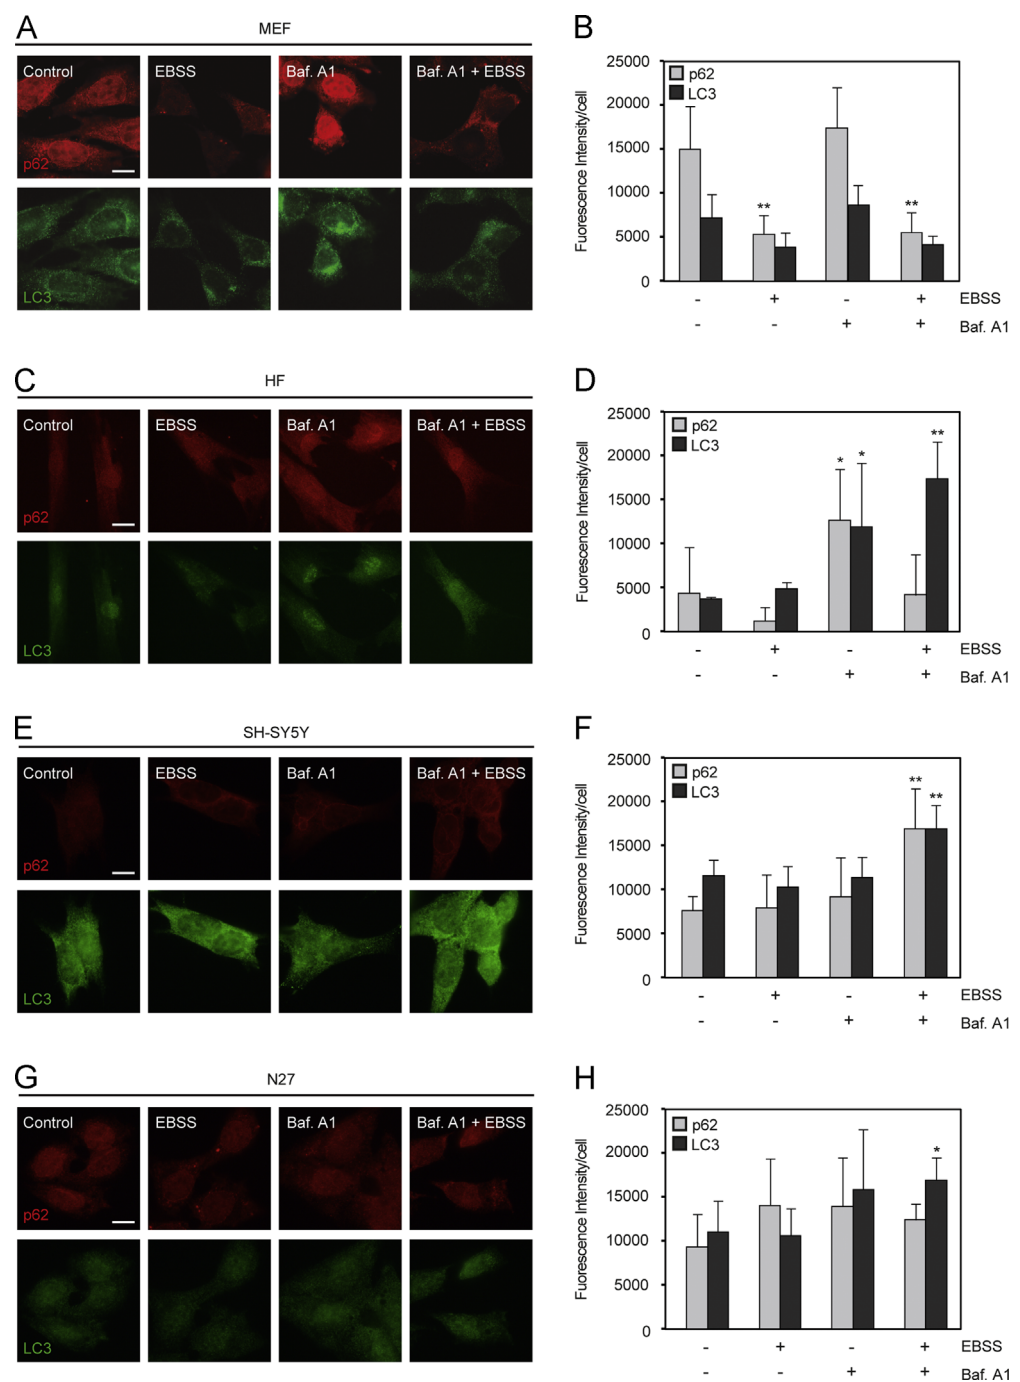 A
MEF
Control
EBSS
Baf. A1
Baf. A1 + EBSS
p62
LC3
B
Fluorescence Intensity/cell
25000
20000
15000
10000
5000
0
p62
LC3
**
**
- + - + EBSS
- - + + Baf. A1
C
HF
Control
EBSS
Baf. A1
Baf. A1 + EBSS
p62
LC3
D
Fluorescence Intensity/cell
25000
20000
15000
10000
5000
0
p62
LC3
*
*
**
- + - + EBSS
- - + + Baf. A1
E
SH-SY5Y
Control
EBSS
Baf. A1
Baf. A1 + EBSS
p62
LC3
F
Fluorescence Intensity/cell
25000
20000
15000
10000
5000
0
p62
LC3
**
**
- + - + EBSS
- - + + Baf. A1
G
N27
Control
EBSS
Baf. A1
Baf. A1 + EBSS
p62
LC3
H
Fluorescence Intensity/cell
25000
20000
15000
10000
5000
0
p62
LC3
*
- + - + EBSS
- - + + Baf. A1